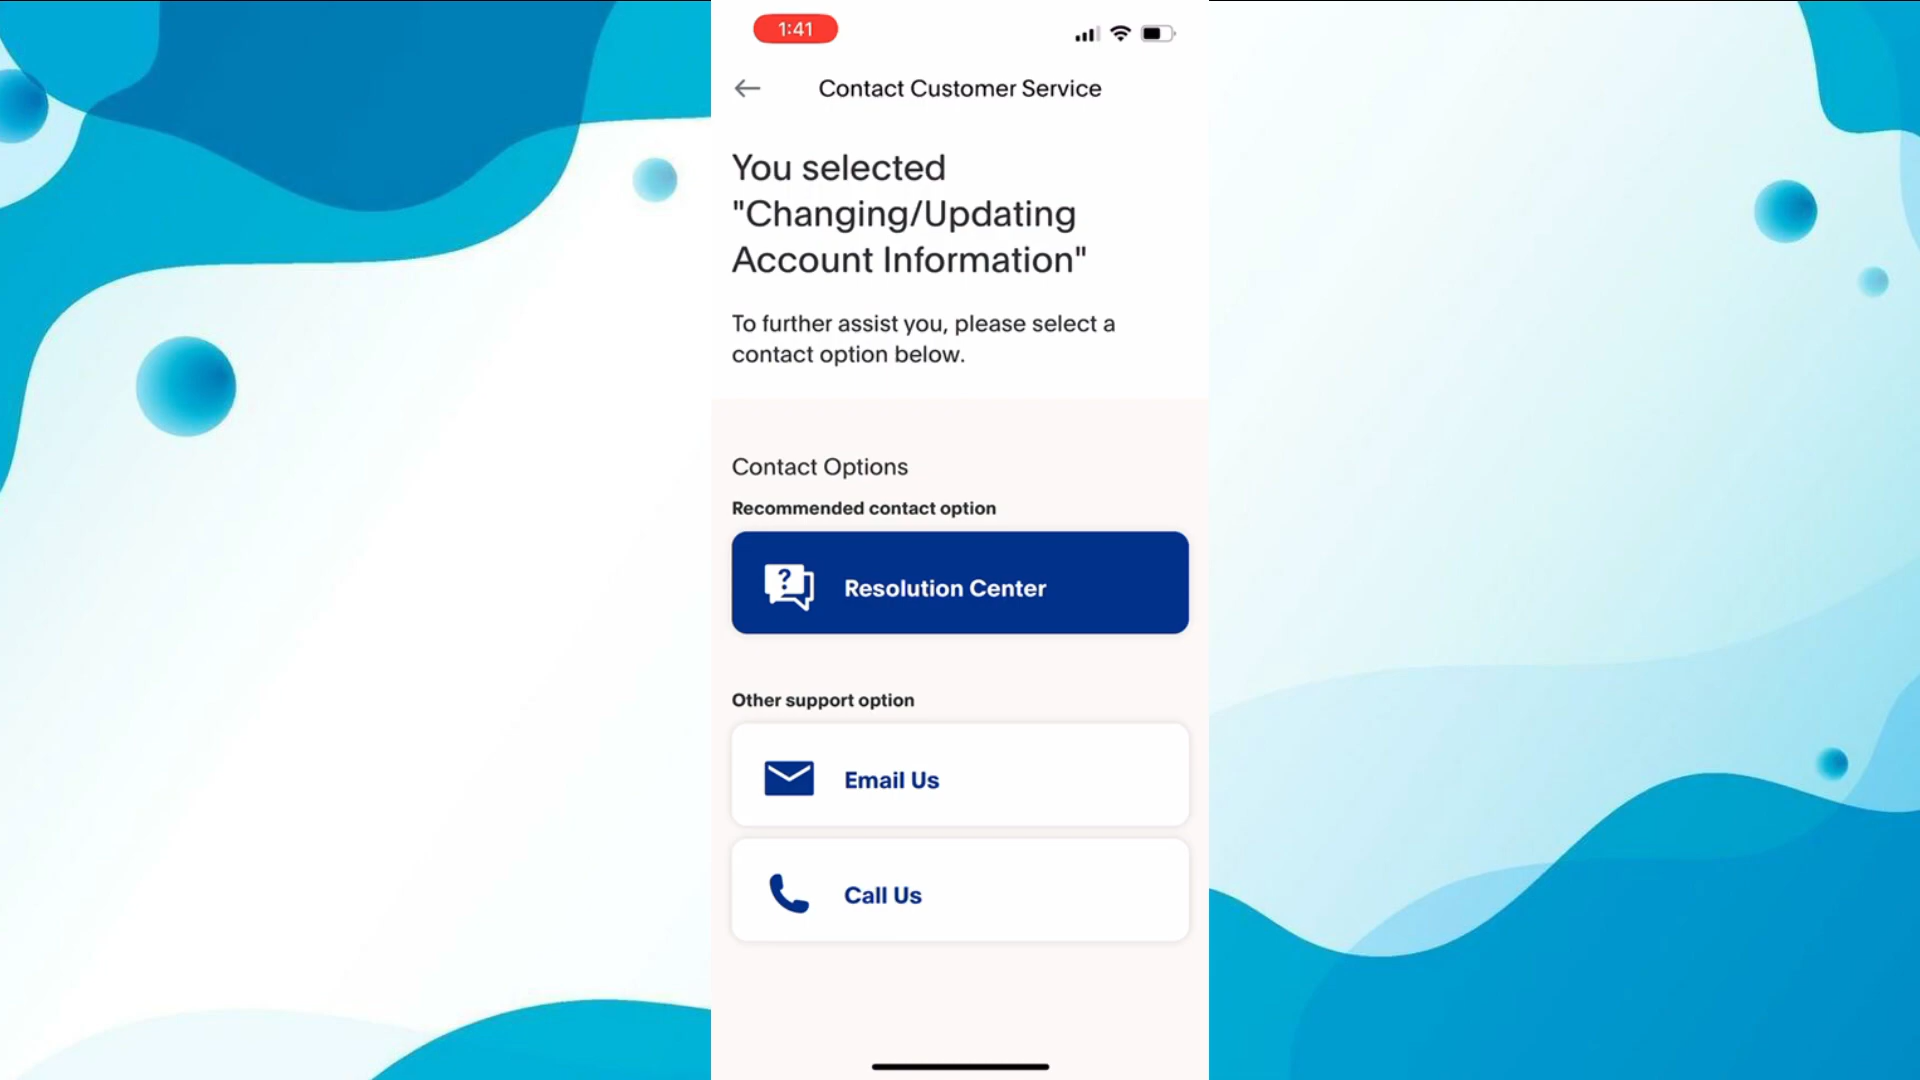 1:41
Contact Customer Service
You selected
"Changing/Updating
Account Information"
To further assist you, please select a
contact option below.
Contact Options
Recommended contact option
?
Resolution Center
Other support option
Email Us
Call Us